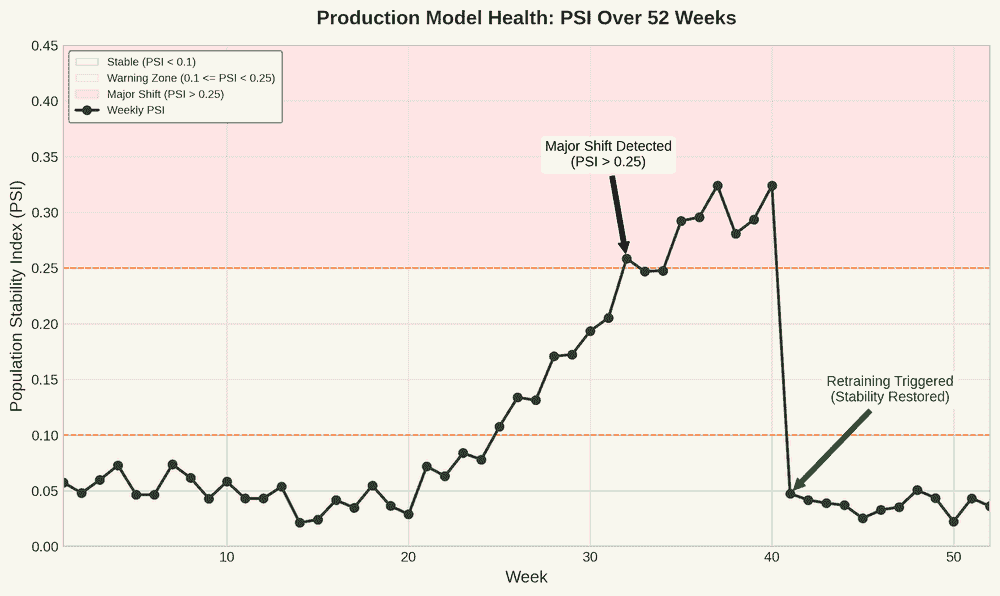 Production Model Health: PSI Over 52 Weeks
Stable (PSI < 0.1)
Warning Zone (0.1 <= PSI < 0.25)
Major Shift (PSI > 0.25)
Weekly PSI
Population Stability Index (PSI)
0.45
0.40
0.35
0.30
0.25
0.20
0.15
0.10
0.05
0.00
Major Shift Detected
(PSI > 0.25)
Retraining Triggered
(Stability Restored)
10
20
30
40
50
Week